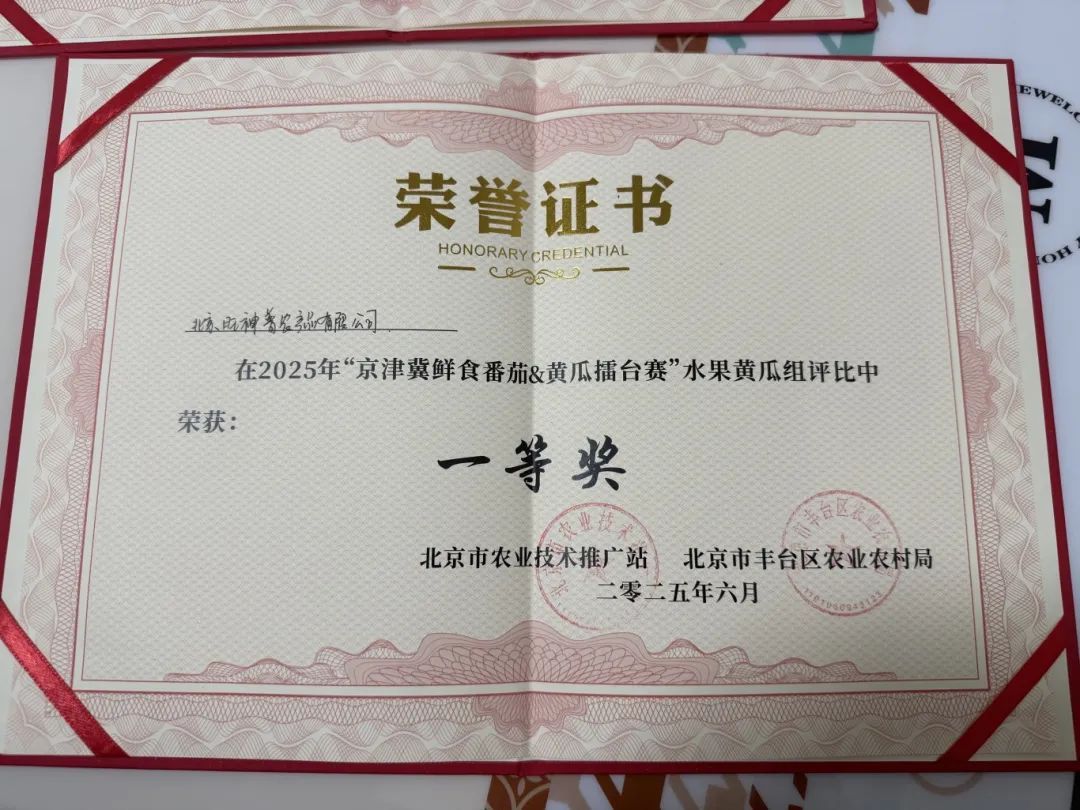 荣誉证书
HONORARY CREDENTIAL
有限公司
在2025年“京津冀鲜食番茄&黄瓜擂台赛”水果黄瓜组评比中
荣获：
一等奖
北京市农业技术推广站 北京市丰台区农业农村局
二零二五年六月